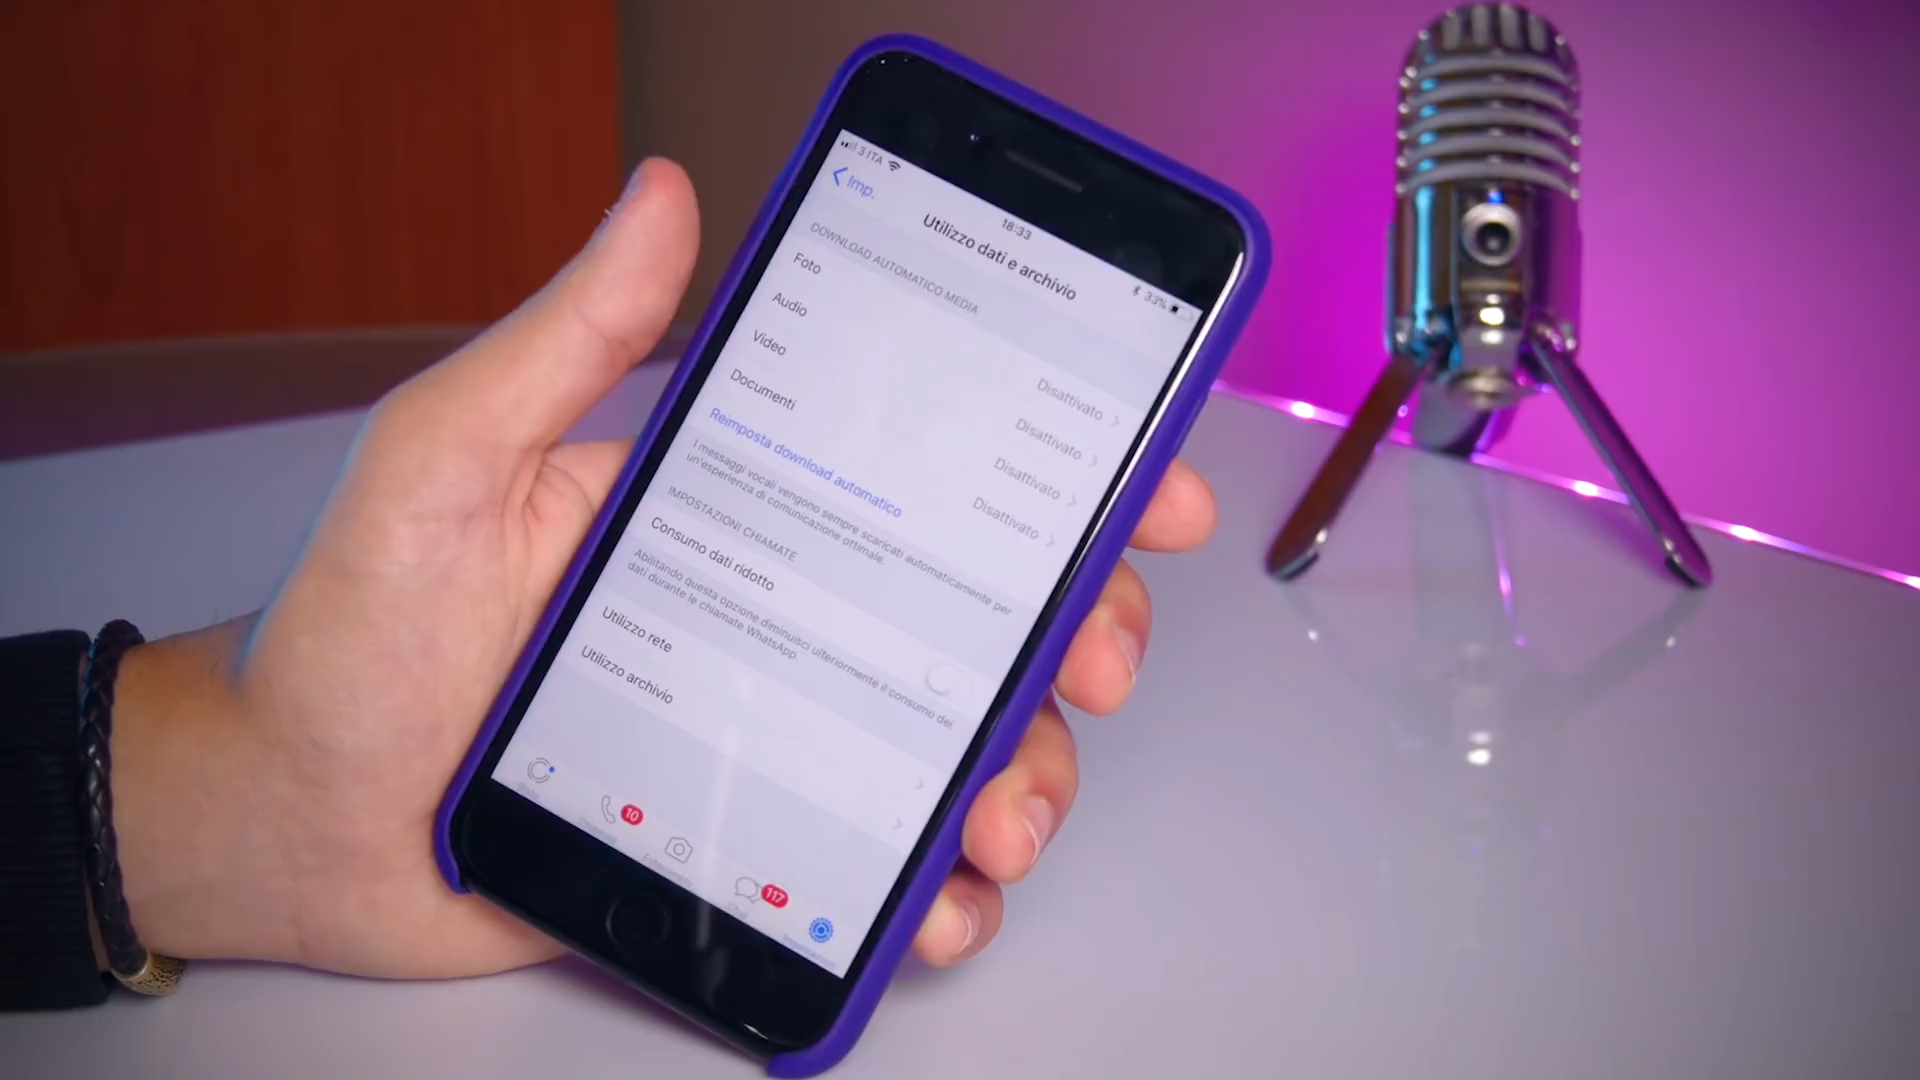 3 ITA
18:33
33%
Imp.
Utilizzo dati e archivio
DOWNLOAD AUTOMATICO MEDIA
Foto Disattivato
Audio Disattivato
Video Disattivato
Documenti Disattivato
Reimposta download automatico
I messaggi vocali vengono sempre scaricati automaticamente per
un'esperienza di comunicazione ottimale.
IMPOSTAZIONI CHIAMATE
Consumo dati ridotto
Abilitando questa opzione diminuisci ulteriormente il consumo dei
dati durante le chiamate WhatsApp.
Utilizzo rete
Utilizzo archivio
10
117
Chat